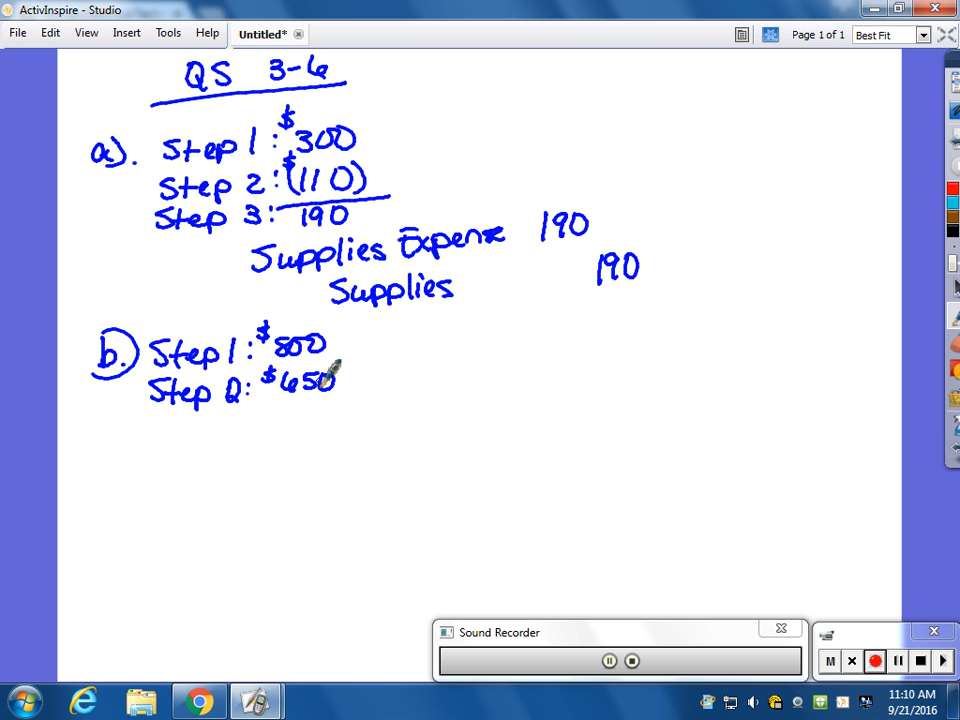 ActivInspire - Studio
File Edit View Insert Tools Help Untitled* Page 1 of 1 Best Fit
QS 3-6
a). Step 1: $300
Step 2: $(110)
Step 3: 190
Supplies Expense 190
Supplies 190
b.) Step 1: $800
Step 2: $650
Sound Recorder
M
11:10 AM
9/21/2016